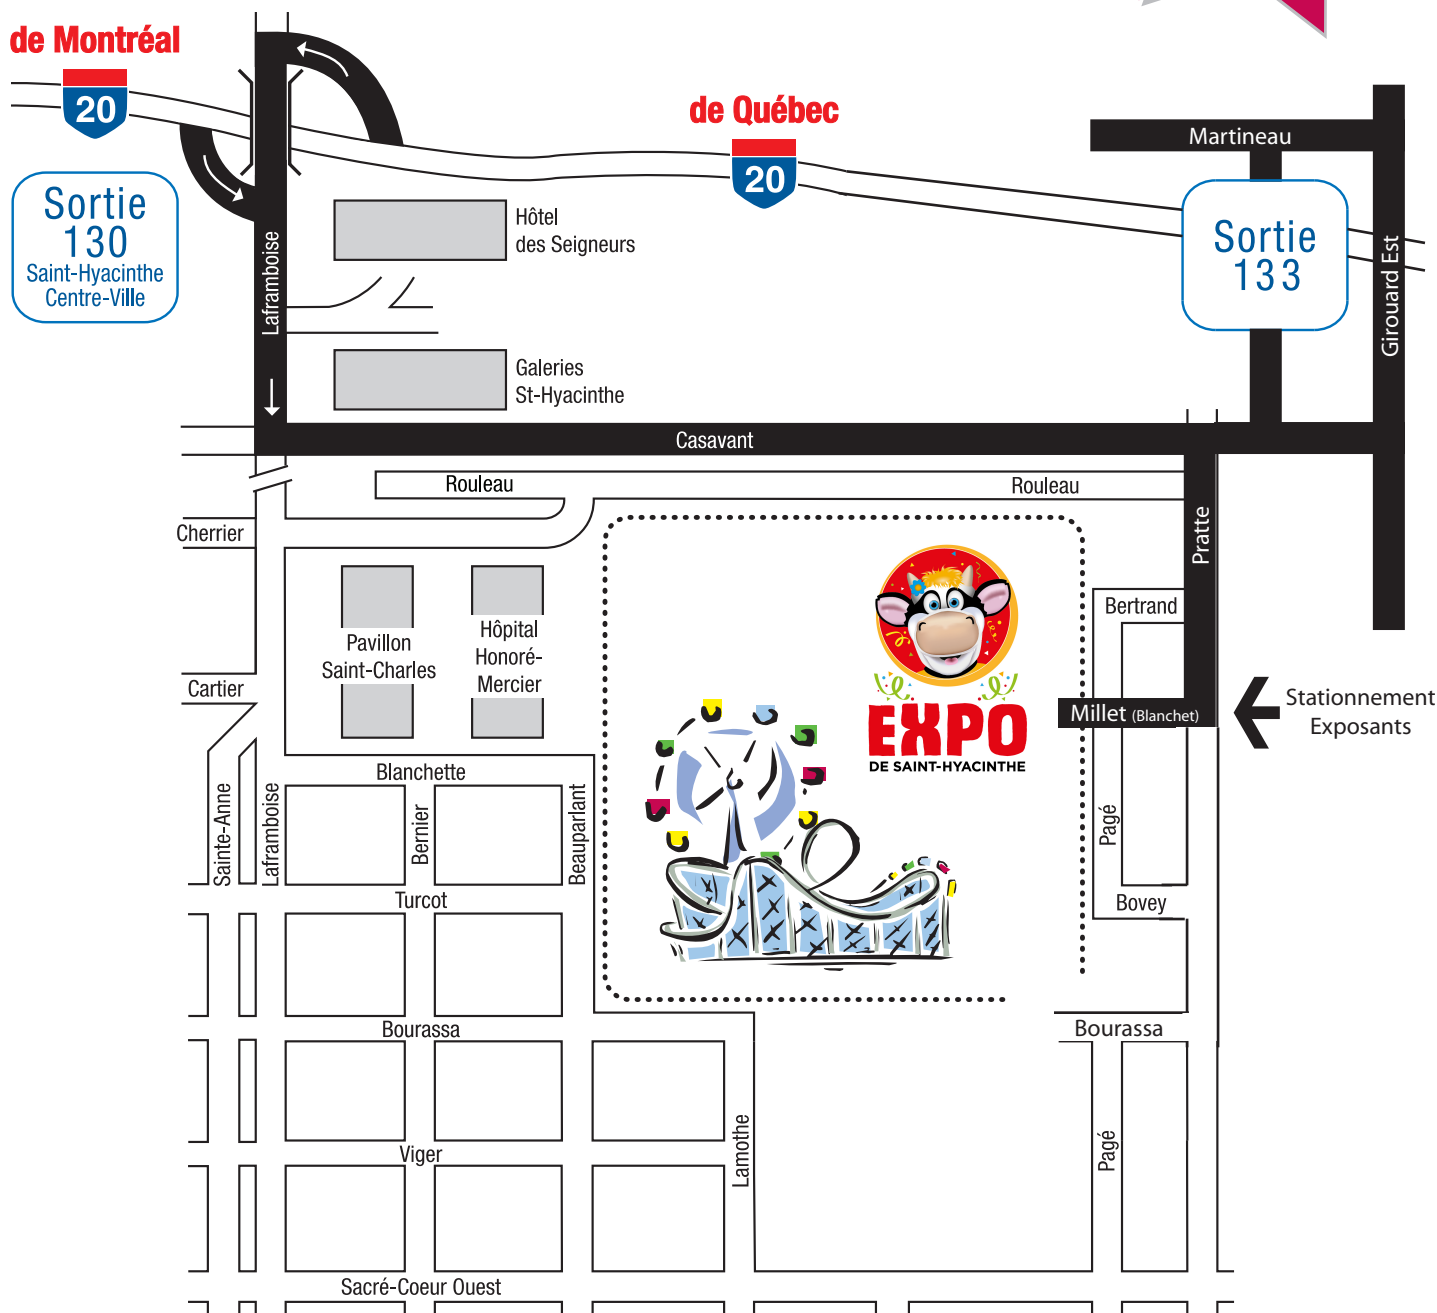 de Montréal
20
de Québec
20
Martineau
Sortie
130
Saint-Hyacinthe
Centre-Ville
Hôtel
des Seigneurs
Sortie
133
Laframboise
Girouard Est
Galeries
St-Hyacinthe
Casavant
Rouleau
Rouleau
Cherrier
Pratte
Bertrand
Pavillon
Saint-Charles
Hôpital
Honoré-
Mercier
Cartier
EXPO
DE SAINT-HYACINTHE
Millet (Blanchet)
Stationnement
Exposants
Blanchette
Sainte-Anne
Laframboise
Bernier
Beauparlant
Pagé
Turcot
Bovey
Bourassa
Bourassa
Viger
Lamothe
Pagé
Sacré-Coeur Ouest